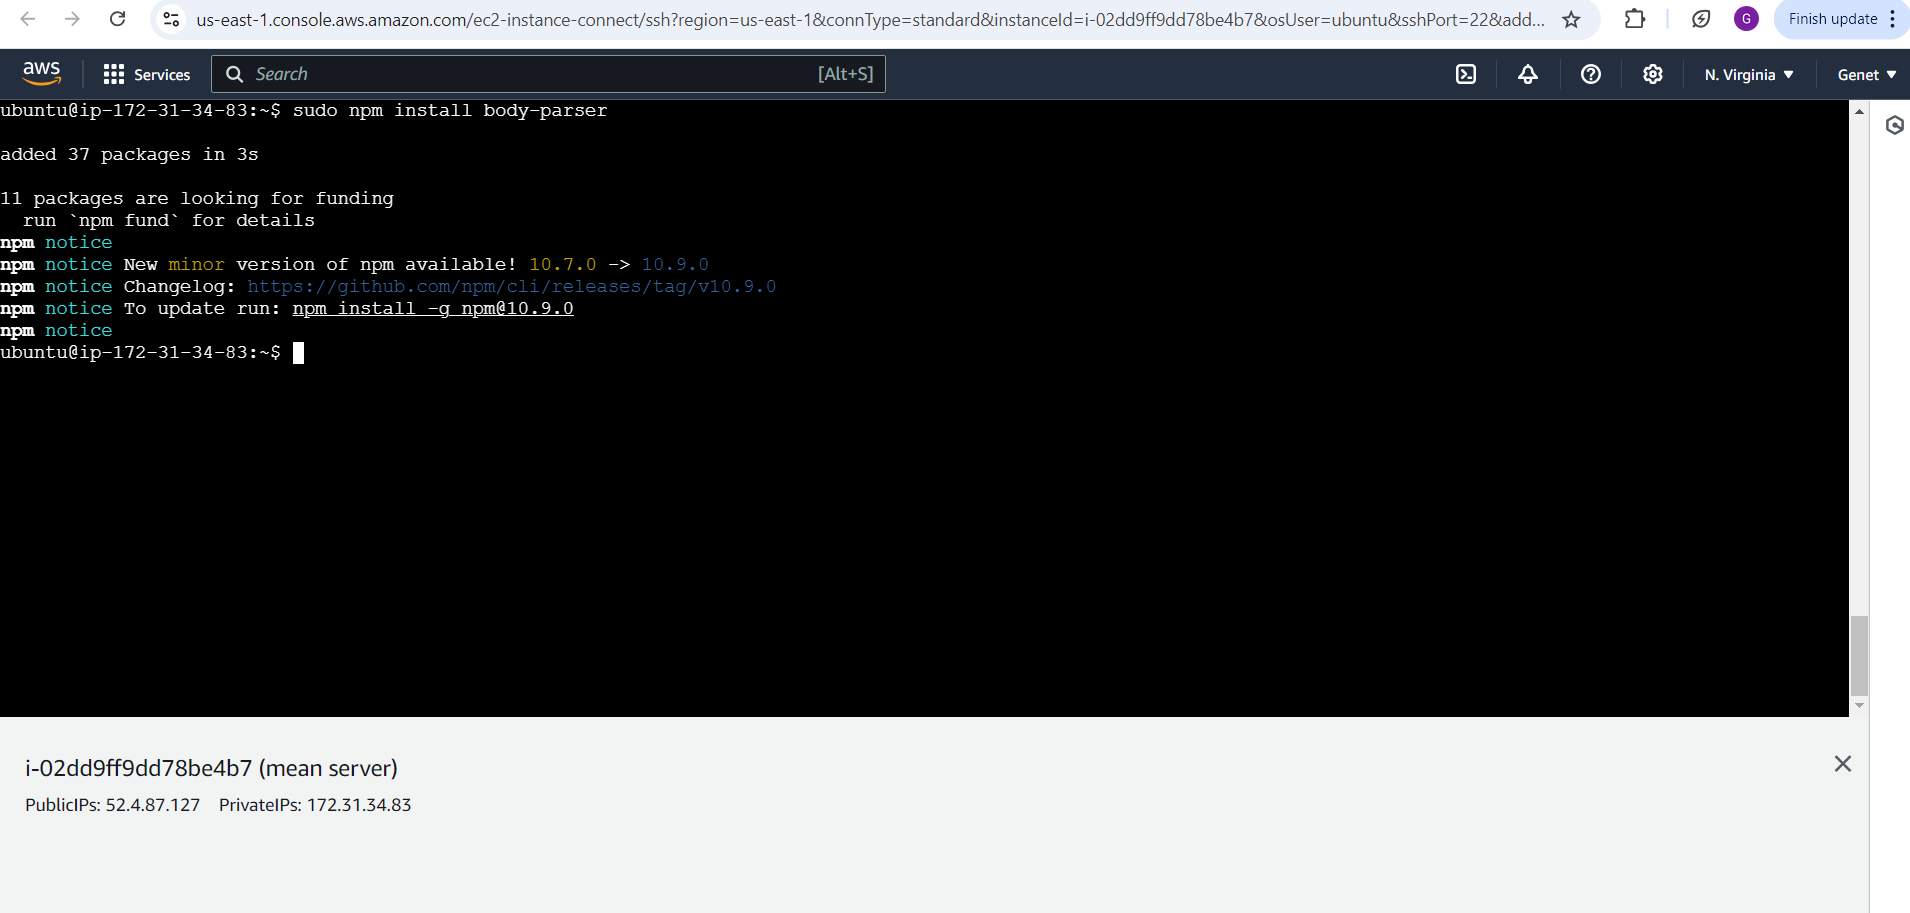 us-east-1.console.aws.amazon.com/ec2-instance-connect/ssh?region=us-east-1&connType=standard&instanceId=i-02dd9ff9dd78be4b7&osUser=ubuntu&sshPort=22&add...
G
Finish update
aws
Services
Search
[Alt+S]
N. Virginia
Genet
ubuntu@ip-172-31-34-83:~$ sudo npm install body-parser
added 37 packages in 3s
11 packages are looking for funding
run `npm fund` for details
npm notice
npm notice New minor version of npm available! 10.7.0 -> 10.9.0
npm notice Changelog: https://github.com/npm/cli/releases/tag/v10.9.0
npm notice To update run: npm install -g npm@10.9.0
npm notice
ubuntu@ip-172-31-34-83:~$
i-02dd9ff9dd78be4b7 (mean server)
PublicIPs: 52.4.87.127 PrivateIPs: 172.31.34.83